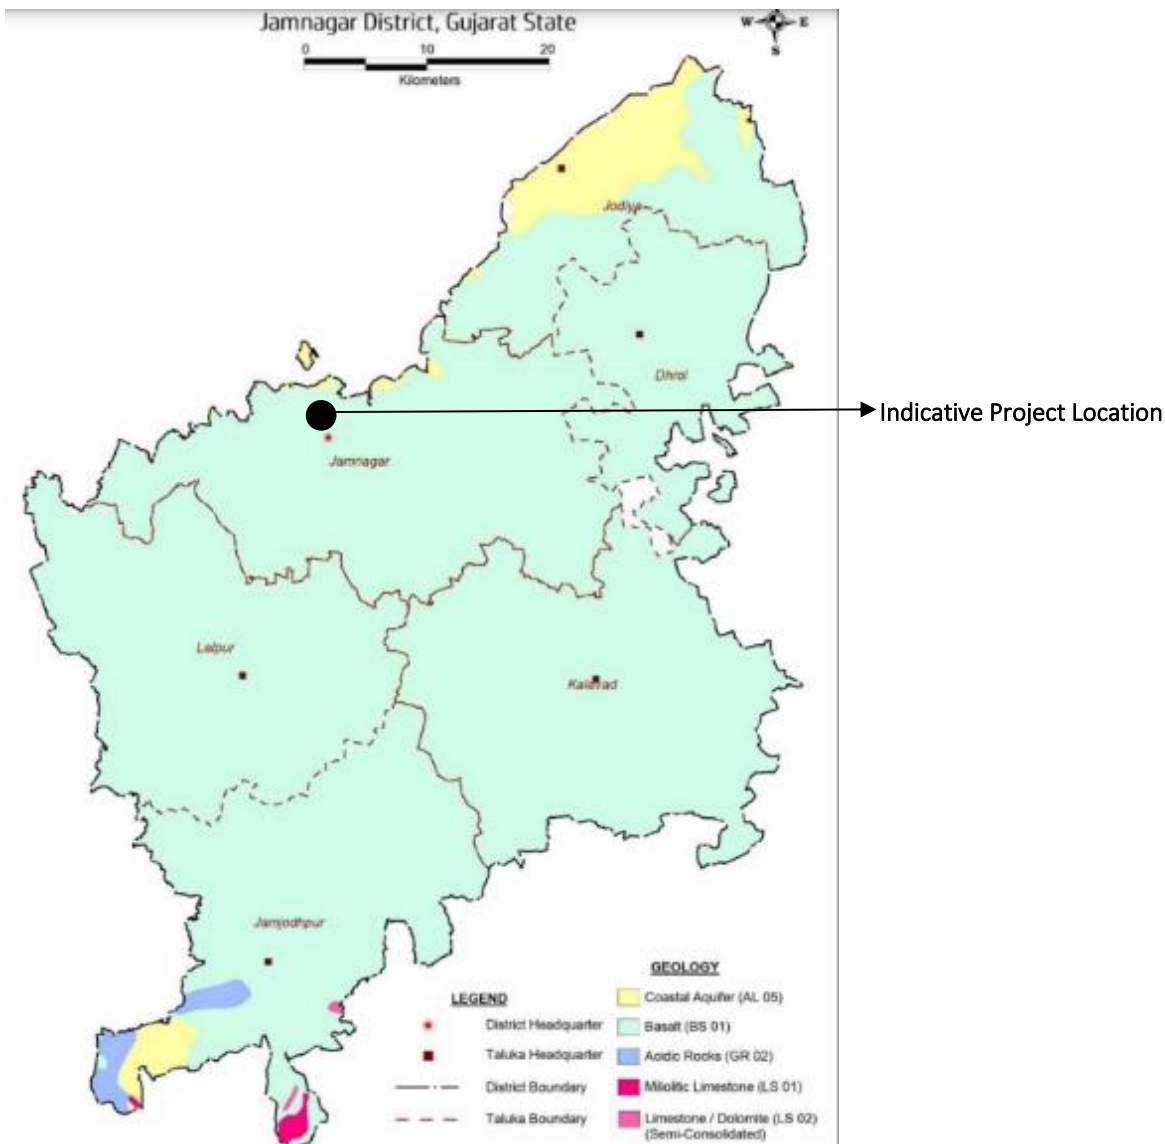 Jamnagar District, Gujarat State
W E
S
0 10 20
Kilometers
Jodiya
Dhrol
Indicative Project Location
Jamnagar
Lalpur
Kalavad
Jamjodhpur
GEOLOGY
LEGEND
Coastal Aquifer (AL 05)
District Headquarter
Basalt (BS 01)
Taluka Headquarter
Acidic Rocks (GR 02)
District Boundary
Miliolitic Limestone (LS 01)
Taluka Boundary
Limestone / Dolomite (LS 02)
(Semi-Consolidated)